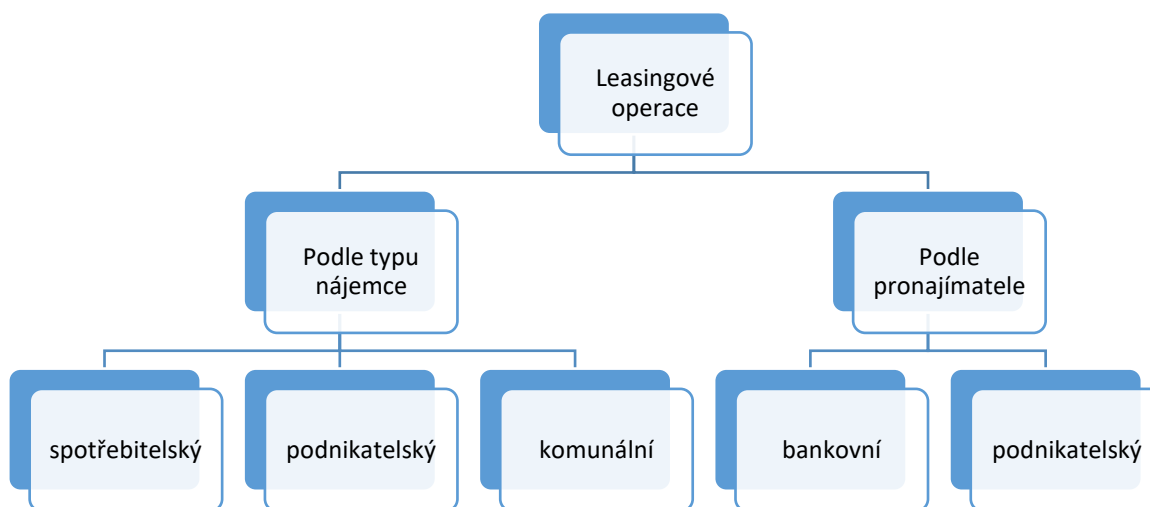 Leasingové
operace
Podle typu
nájemce
Podle
pronajímatele
spotřebitelský
podnikatelský
komunální
bankovní
podnikatelský